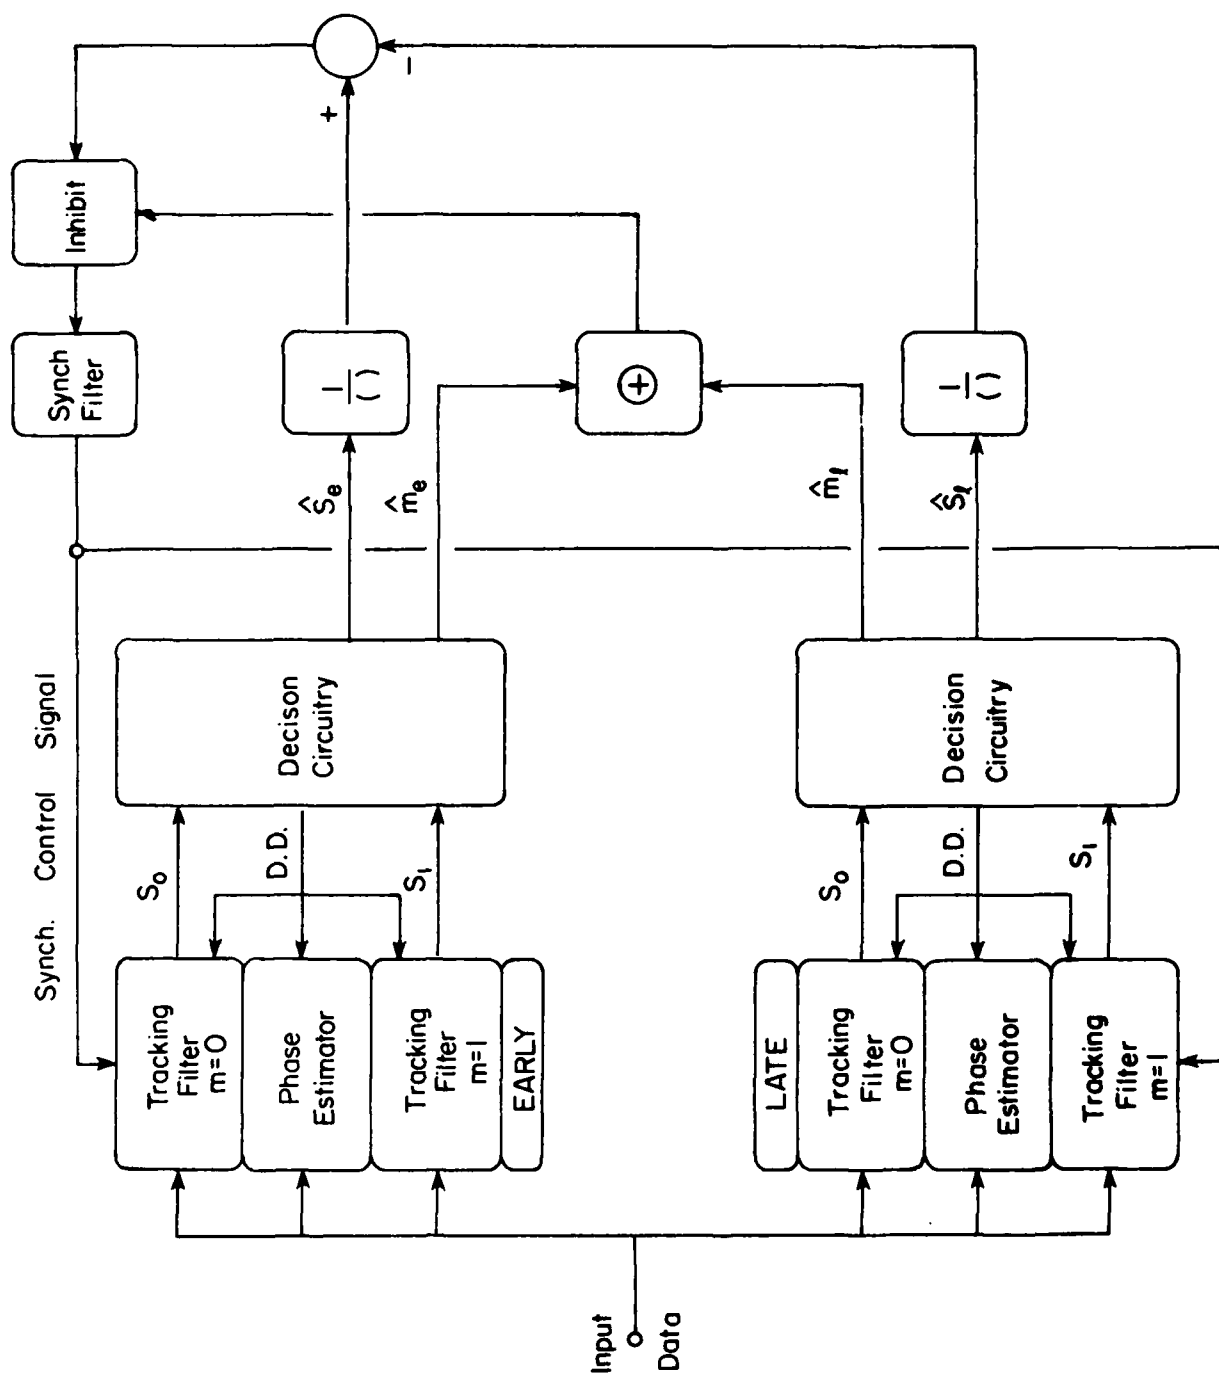 Synch. Control Signal
Synch
Filter
Inhibit
Input
Data
Tracking
Filter
m=0
Phase
Estimator
Tracking
Filter
m=1
EARLY
S₀
D.D.
S₁
Decison
Circuitry
Ŝₑ
m̂ₑ
1
( )
+
-
+
LATE
Tracking
Filter
m=0
Phase
Estimator
Tracking
Filter
m=1
S₀
D.D.
S₁
Decision
Circuitry
m̂ₗ
Ŝₗ
1
( )